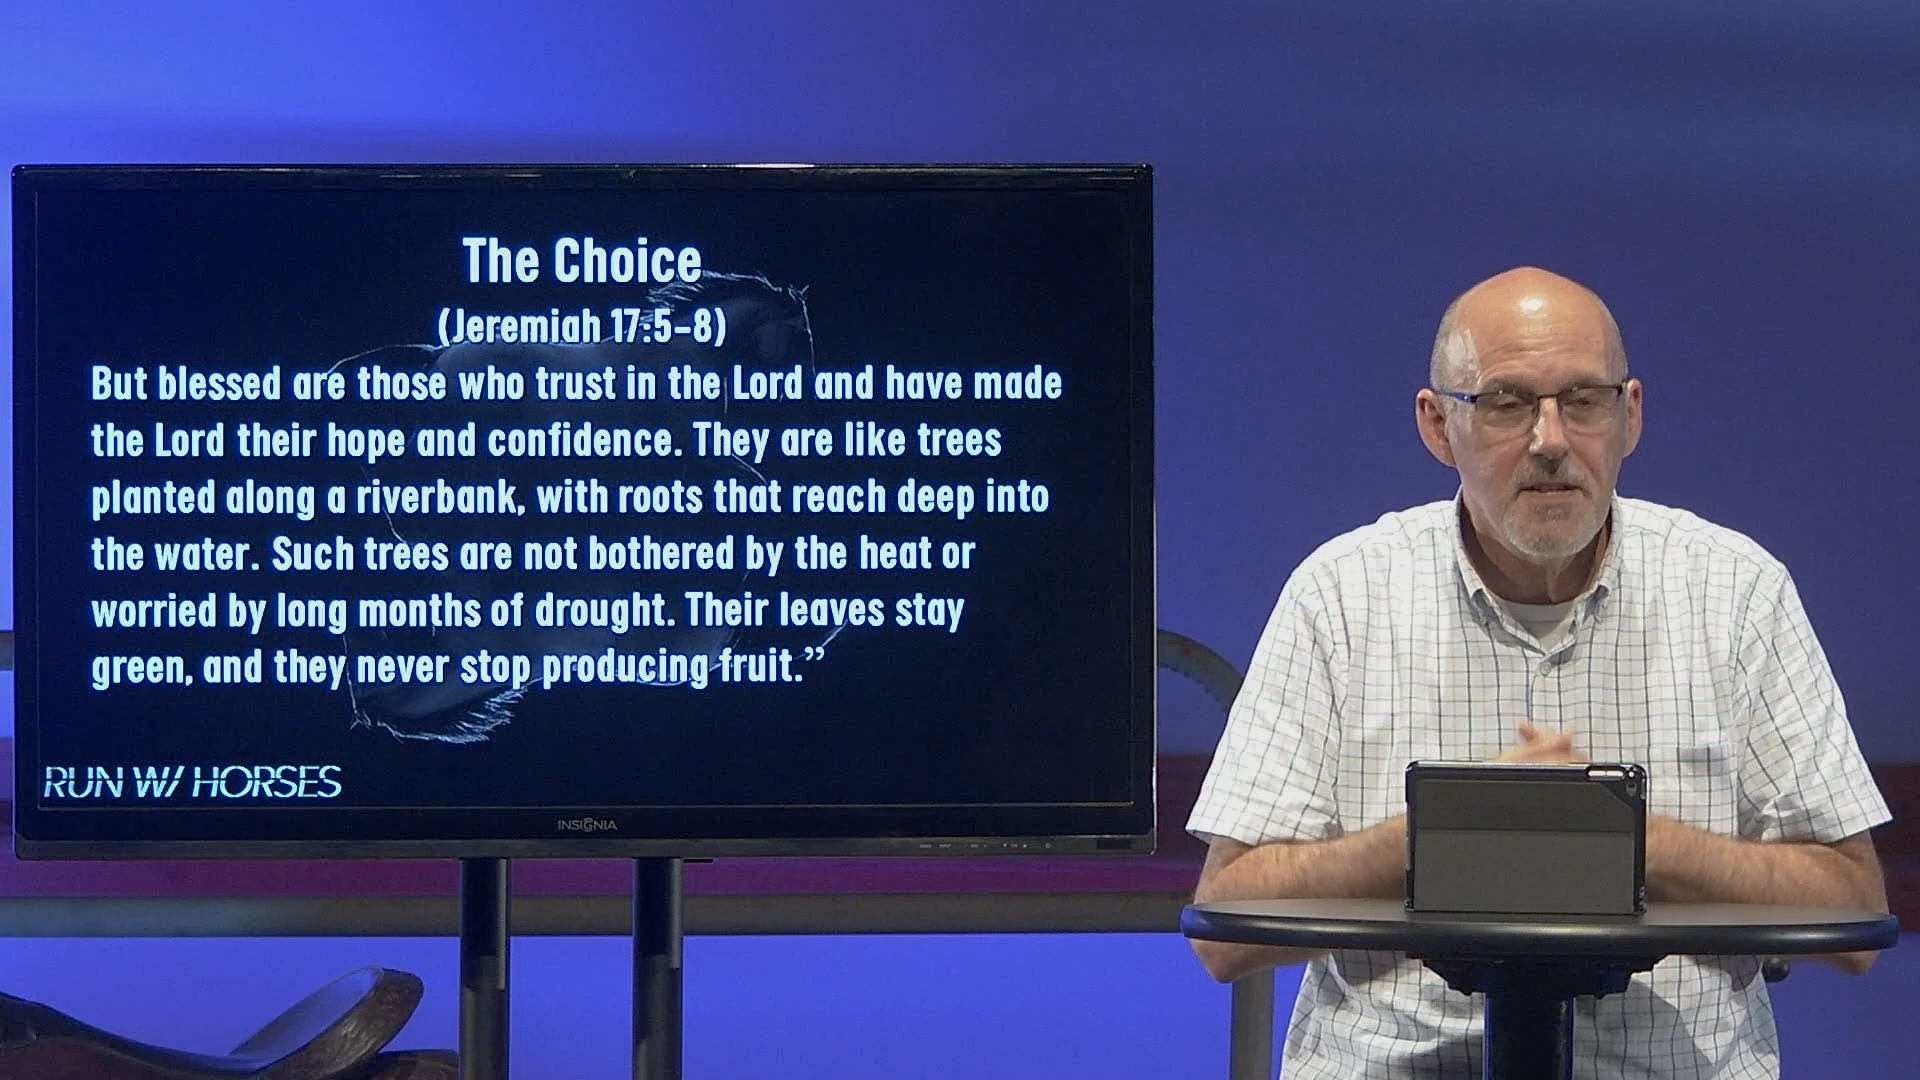 The Choice
(Jeremiah 17:5-8)
But blessed are those who trust in the Lord and have made
the Lord their hope and confidence. They are like trees
planted along a riverbank, with roots that reach deep into
the water. Such trees are not bothered by the heat or
worried by long months of drought. Their leaves stay
green, and they never stop producing fruit.”
RUN W/ HORSES
INSIGNIA